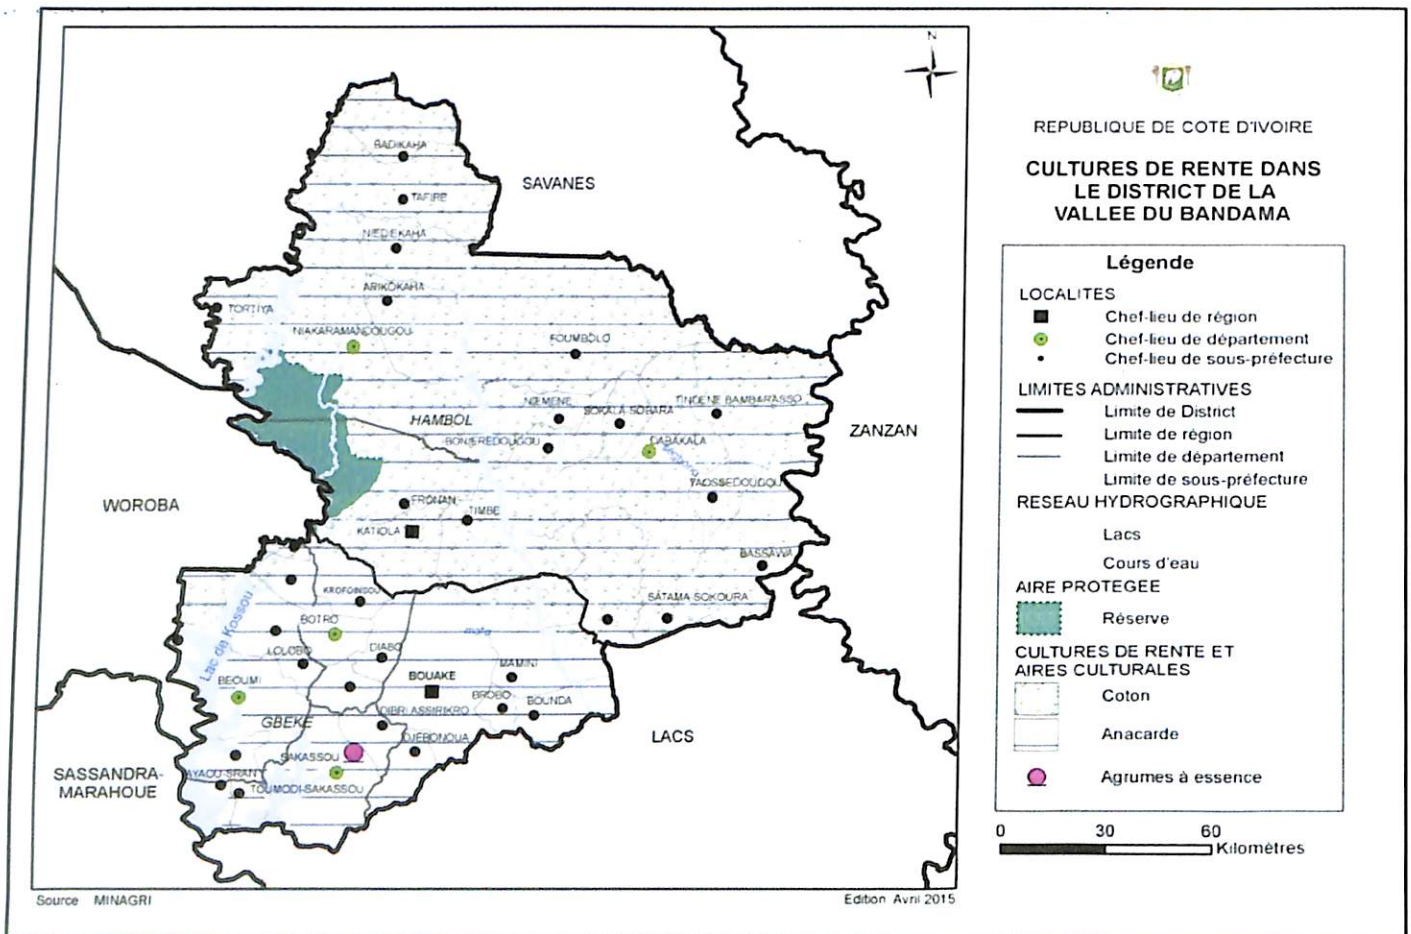 N
SAVANES
BADIKAHA
TAFIRE
NIEDIEKAHA
ARIKOKAHA
TORTIYA
NIAKARAMANDOUGOU
FOUMBOLO
HAMBOL
NIEMENE
SOKALA SOBARA
TINDENE BAMBARASSO
BONIEREDOUGOU
DABAKALA
ZANZAN
YAOSSEDOUGOU
WOROBA
FRONAN
TIMBE
KATIOLA
BASSAWA
SATAMA SOKOURA
Lac de Kossou
BOTRO
LOLOBO
DIABO
BEOUMI
BOUAKE
MAMINI
BROBO
BOUNDA
GBEKE
DIBRI ASSIRIKRO
DJEBONOUA
SAKASSOU
LACS
SASSANDRA-
MARAHOUE
AYAOU-SRAN
TOUMODI-SAKASSOU
Source MINAGRI
Edition Avril 2015
REPUBLIQUE DE COTE D'IVOIRE
CULTURES DE RENTE DANS
LE DISTRICT DE LA
VALLEE DU BANDAMA
Légende
LOCALITES
Chef-lieu de région
Chef-lieu de département
Chef-lieu de sous-préfecture
LIMITES ADMINISTRATIVES
Limite de District
Limite de région
Limite de département
Limite de sous-préfecture
RESEAU HYDROGRAPHIQUE
Lacs
Cours d'eau
AIRE PROTEGEE
Réserve
CULTURES DE RENTE ET
AIRES CULTURALES
Coton
Anacarde
Agrumes à essence
0 30 60
Kilométres